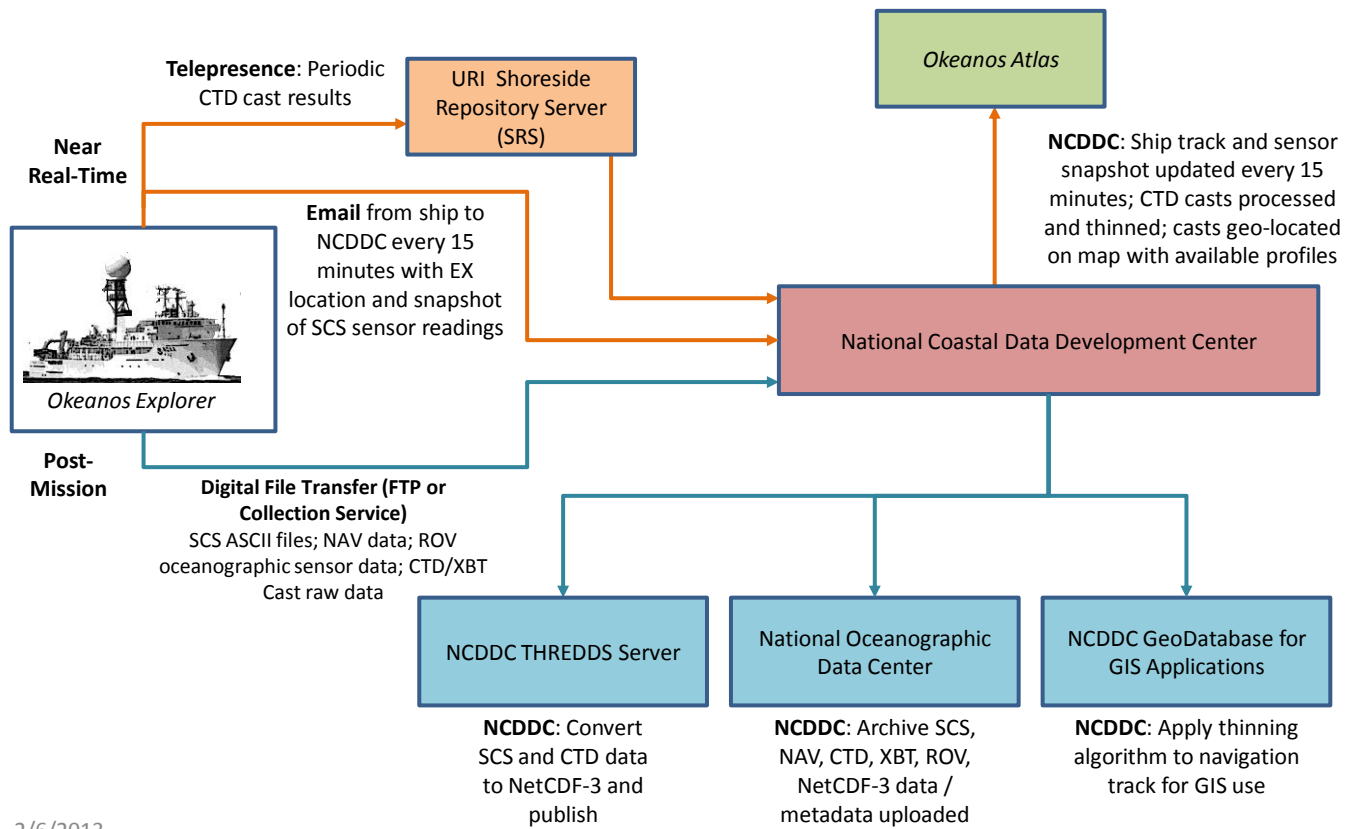 Telepresence: Periodic
CTD cast results
URI Shoreside
Repository Server
(SRS)
Okeanos Atlas
Near
Real-Time
NCDDC: Ship track and sensor
snapshot updated every 15
minutes; CTD casts processed
and thinned; casts geo-located
on map with available profiles
Email from ship to
NCDDC every 15
minutes with EX
location and snapshot
of SCS sensor readings
Okeanos Explorer
National Coastal Data Development Center
Post-
Mission
Digital File Transfer (FTP or
Collection Service)
SCS ASCII files; NAV data; ROV
oceanographic sensor data; CTD/XBT
Cast raw data
NCDDC THREDDS Server
National Oceanographic
Data Center
NCDDC GeoDatabase for
GIS Applications
NCDDC: Convert
SCS and CTD data
to NetCDF-3 and
publish
NCDDC: Archive SCS,
NAV, CTD, XBT, ROV,
NetCDF-3 data /
metadata uploaded
NCDDC: Apply thinning
algorithm to navigation
track for GIS use
2/6/2013